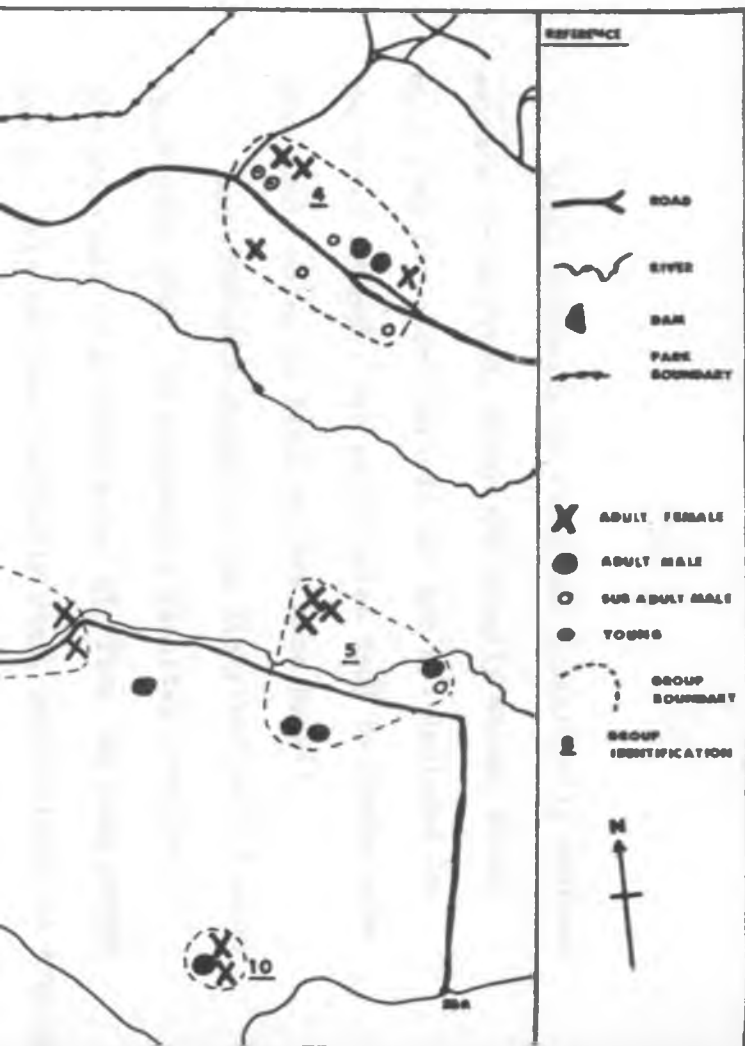 REFERENCE
ROAD
RIVER
DAM
PARK
BOUNDARY
ADULT FEMALE
ADULT MALE
SUB ADULT MALE
YOUNG
GROUP
BOUNDARY
GROUP
IDENTIFICATION
N
4
5
10